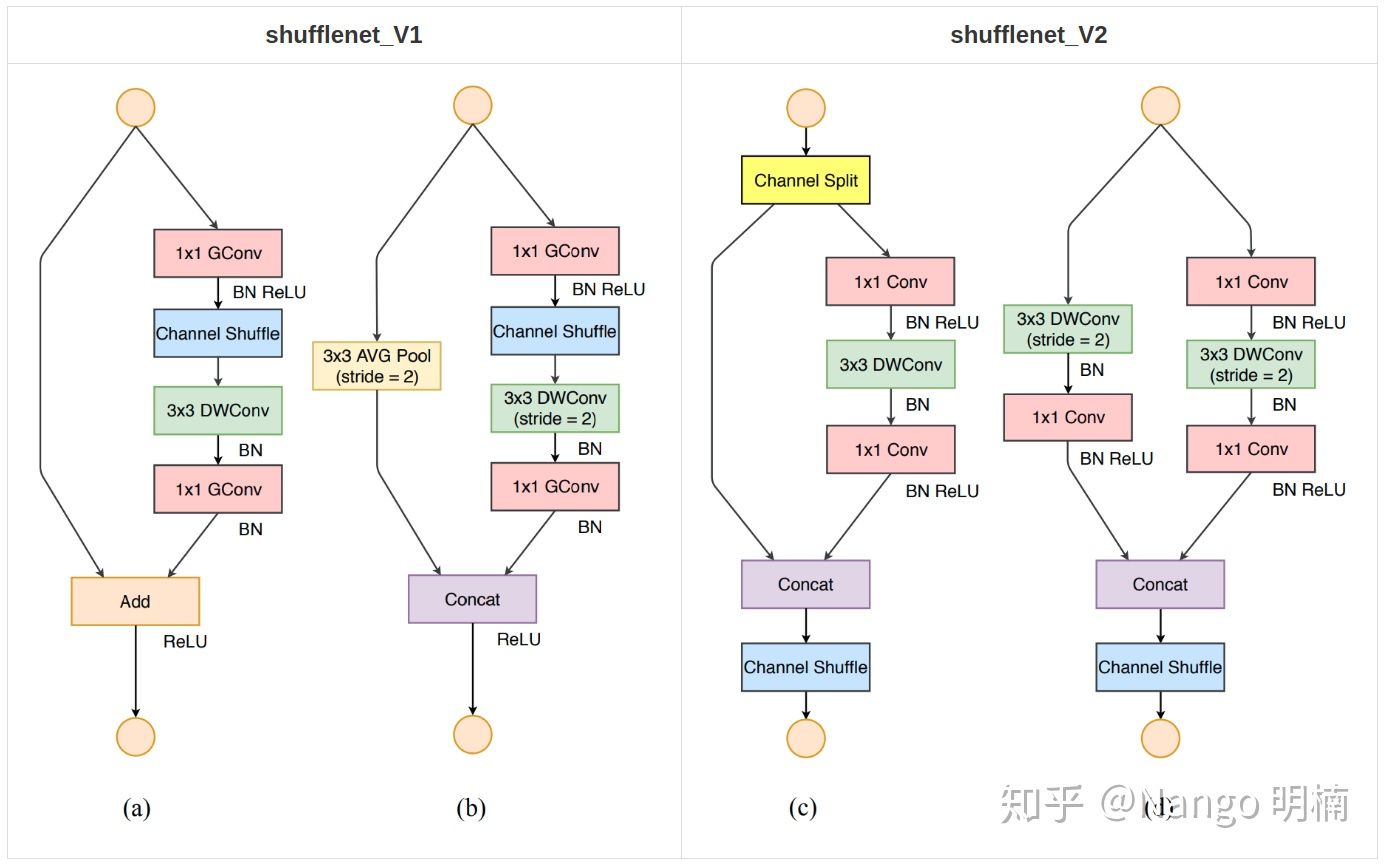 shufflenet_V1
1x1 GConv
BN ReLU
Channel Shuffle
3x3 DWConv
BN
1x1 GConv
BN
Add
ReLU
(a)
1x1 GConv
BN ReLU
Channel Shuffle
3x3 AVG Pool
(stride = 2)
3x3 DWConv
(stride = 2)
BN
1x1 GConv
BN
Concat
ReLU
(b)
shufflenet_V2
Channel Split
1x1 Conv
BN ReLU
3x3 DWConv
BN
1x1 Conv
BN ReLU
Concat
Channel Shuffle
(c)
3x3 DWConv
(stride = 2)
BN
1x1 Conv
BN ReLU
1x1 Conv
BN ReLU
3x3 DWConv
(stride = 2)
BN
1x1 Conv
BN ReLU
Concat
Channel Shuffle
(d)
知乎 @Nango 明楠